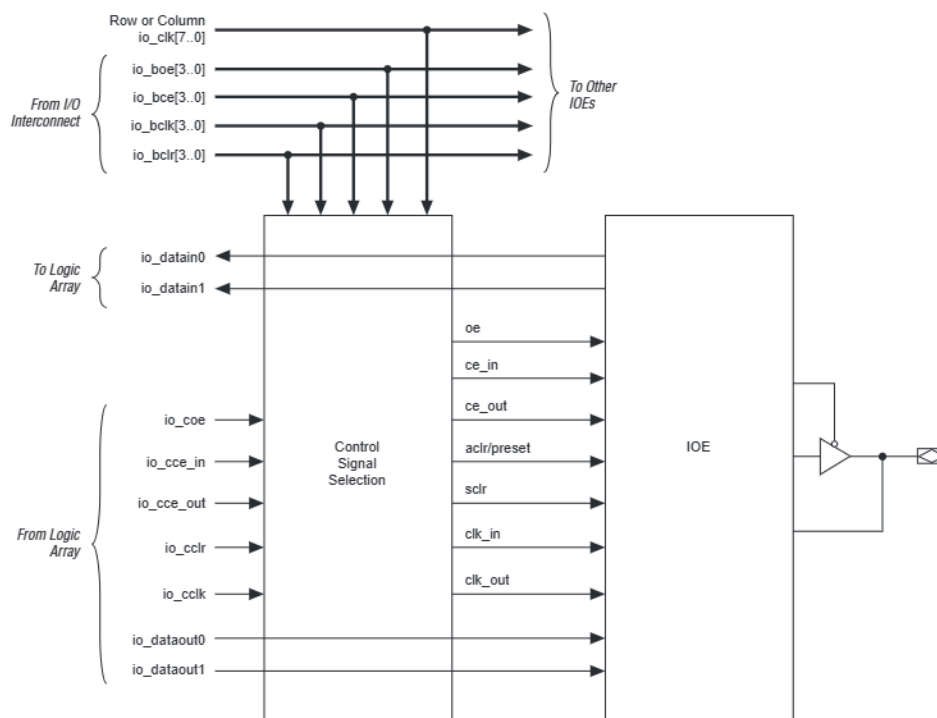 Row or Column
io_clk[7..0]
io_boe[3..0]
From I/O
Interconnect
io_bce[3..0]
io_bclk[3..0]
io_bclr[3..0]
To Other
IOEs
io_datain0
To Logic
Array
io_datain1
oe
ce_in
io_coe
ce_out
io_cce_in
Control
Signal
Selection
aclr/preset
IOE
io_cce_out
sclr
From Logic
Array
io_cclr
clk_in
io_cclk
clk_out
io_dataout0
io_dataout1